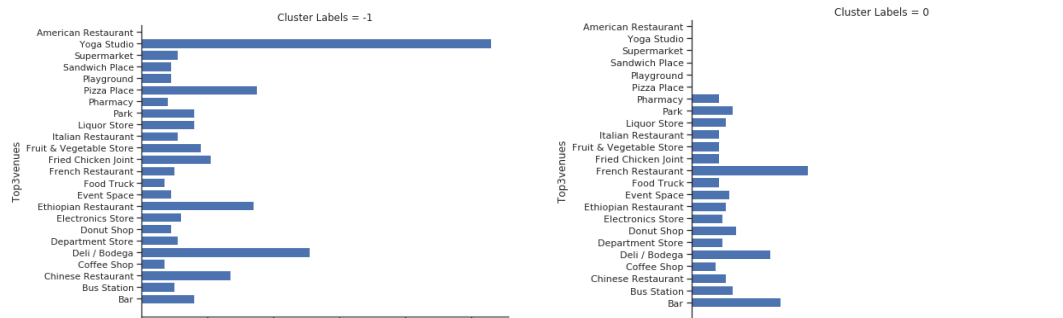 Cluster Labels = -1
American Restaurant
Yoga Studio
Supermarket
Sandwich Place
Playground
Pizza Place
Pharmacy
Park
Liquor Store
Italian Restaurant
Fruit & Vegetable Store
Fried Chicken Joint
French Restaurant
Food Truck
Event Space
Ethiopian Restaurant
Electronics Store
Donut Shop
Department Store
Deli / Bodega
Coffee Shop
Chinese Restaurant
Bus Station
Bar
Top3venues
Cluster Labels = 0
American Restaurant
Yoga Studio
Supermarket
Sandwich Place
Playground
Pizza Place
Pharmacy
Park
Liquor Store
Italian Restaurant
Fruit & Vegetable Store
Fried Chicken Joint
French Restaurant
Food Truck
Event Space
Ethiopian Restaurant
Electronics Store
Donut Shop
Department Store
Deli / Bodega
Coffee Shop
Chinese Restaurant
Bus Station
Bar
Top3venues